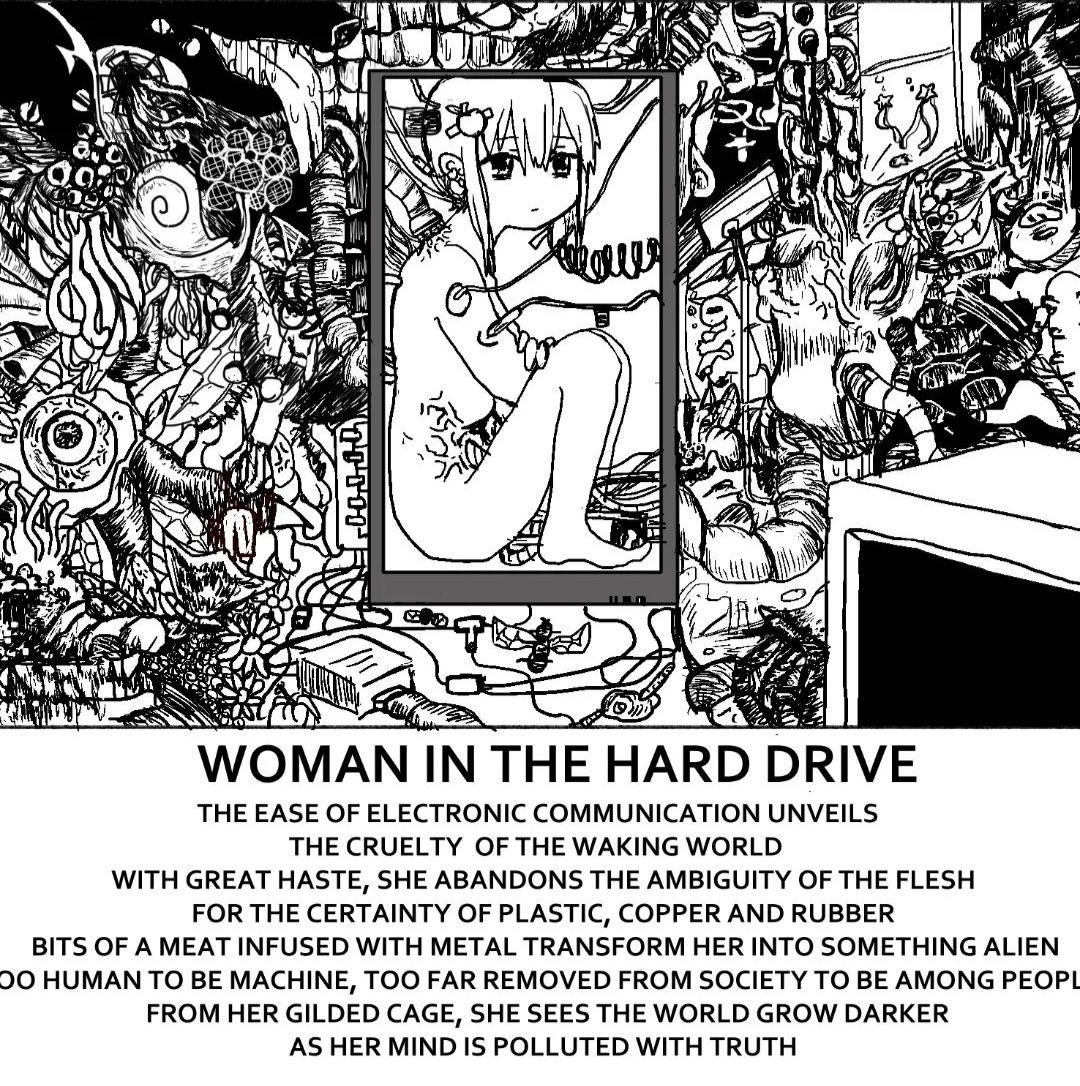 WOMAN IN THE HARD DRIVE
THE EASE OF ELECTRONIC COMMUNICATION UNVEILS
THE CRUELTY OF THE WAKING WORLD
WITH GREAT HASTE, SHE ABANDONS THE AMBIGUITY OF THE FLESH
FOR THE CERTAINTY OF PLASTIC, COPPER AND RUBBER
BITS OF A MEAT INFUSED WITH METAL TRANSFORM HER INTO SOMETHING ALIEN
OO HUMAN TO BE MACHINE, TOO FAR REMOVED FROM SOCIETY TO BE AMONG PEOPL
FROM HER GILDED CAGE, SHE SEES THE WORLD GROW DARKER
AS HER MIND IS POLLUTED WITH TRUTH